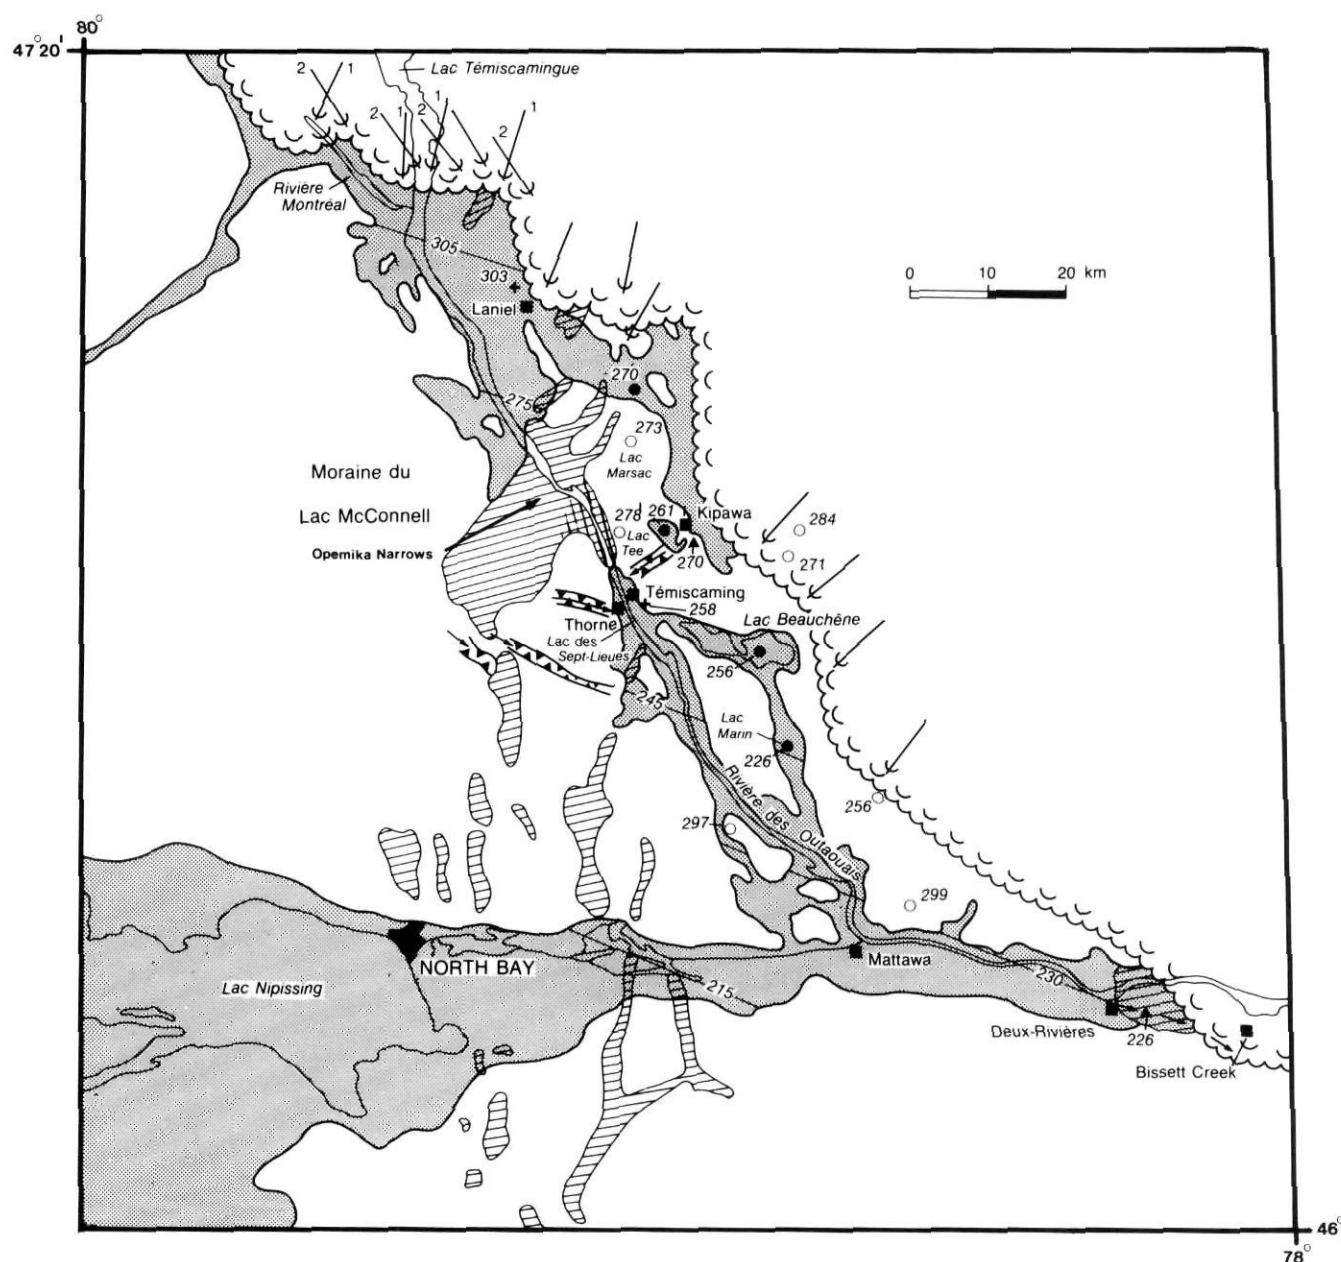 80°
47°20'
Lac Témiscamingue
2
1
2
1
2
1
1
2
Rivière
Montréal
305
303
Laniel
0 10 20 km
270
275
273
Lac
Marsac
Moraine du
Lac McConnell
Opemika Narrows
278
261
Kipawa
Lac
Tee
270
284
271
Témiscaming
258
Thorne
Lac des
Sept-Lieues
Lac Beauchêne
256
245
Lac
Marin
226
Rivière des Outaouais
256
297
299
NORTH BAY
Mattawa
Lac Nipissing
215
230
Deux-Rivières
226
Bissett Creek
46°
78°